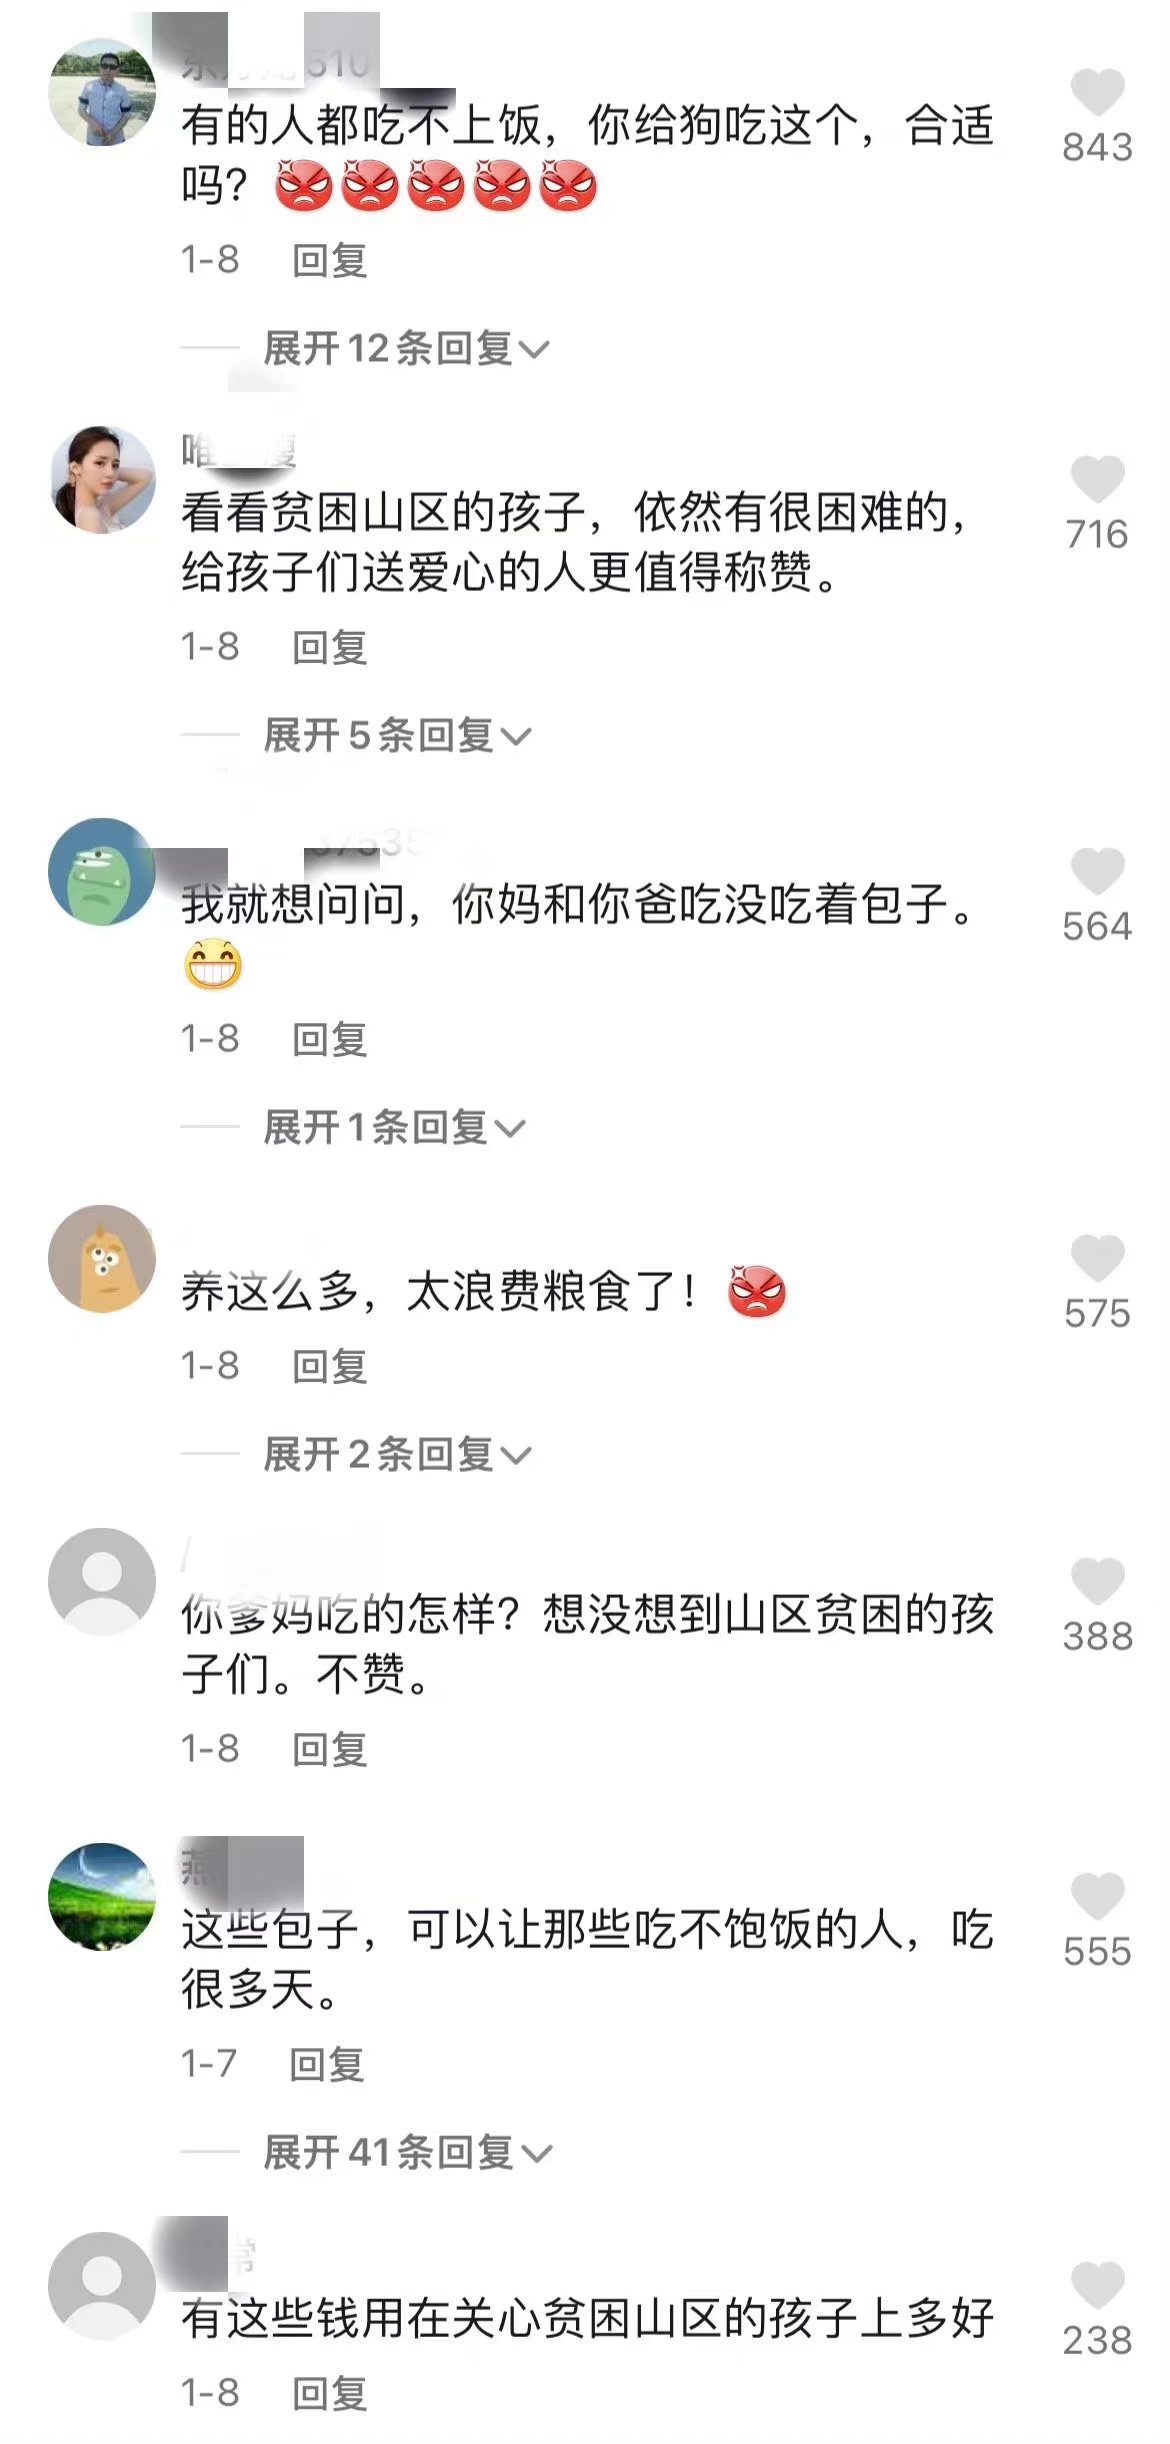 有的人都吃不上饭，你给狗吃这个，合适
吗？
843
1-8 回复
展开12条回复
唯
看看贫困山区的孩子，依然有很困难的，
716
给孩子们送爱心的人更值得称赞。
1-8 回复
展开5条回复
我就想问问，你妈和你爸吃没吃着包子。
564
1-8 回复
展开1条回复
养这么多，太浪费粮食了！
575
1-8 回复
展开2条回复
你爹妈吃的怎样？想没想到山区贫困的孩
388
子们。不赞。
1-8 回复
燕
这些包子，可以让那些吃不饱饭的人，吃
555
很多天。
1-7 回复
展开41条回复
有这些钱用在关心贫困山区的孩子上多好
238
1-8 回复